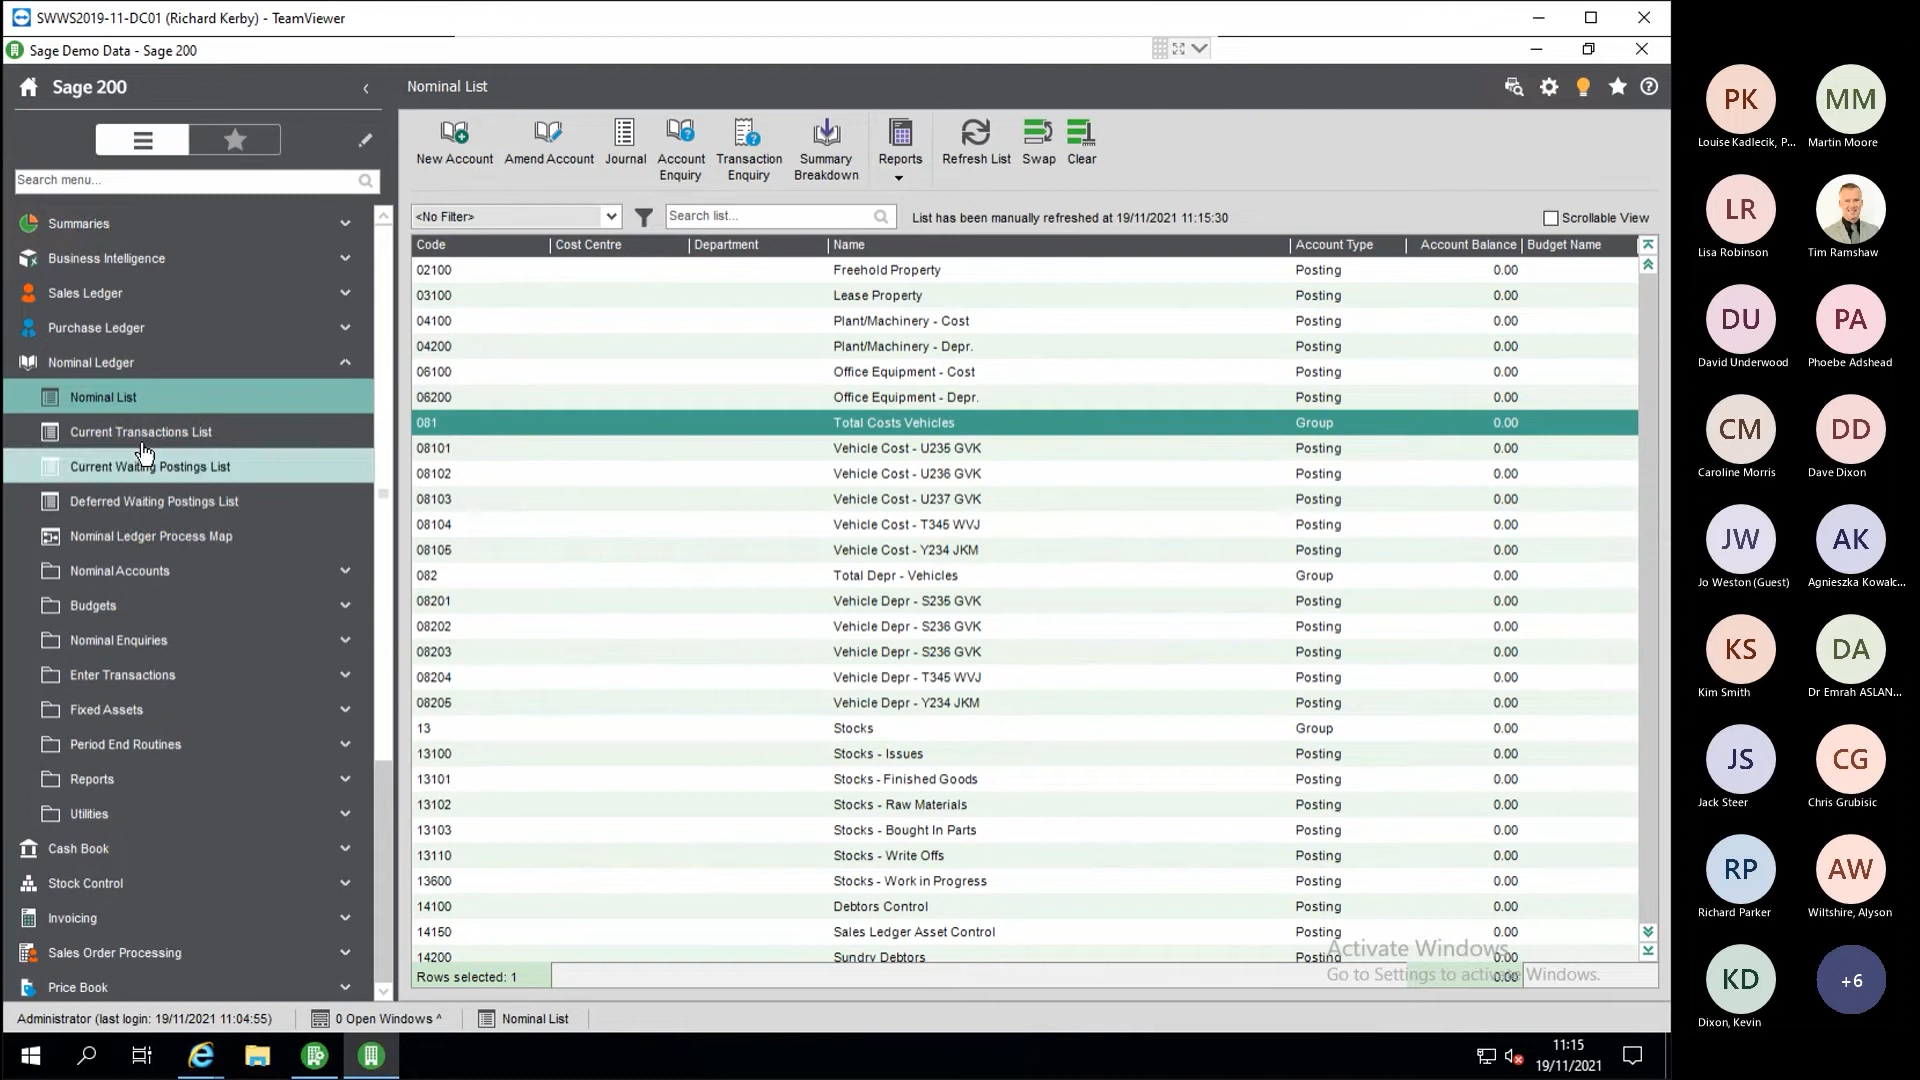 SWWS2019-11-DC01 (Richard Kerby) - TeamViewer
Sage Demo Data - Sage 200
Sage 200
Nominal List
New Account
Amend Account
Journal
Account Enquiry
Transaction Enquiry
Summary Breakdown
Reports
Refresh List
Swap
Clear
Search menu...
<No Filter>
Search list...
List has been manually refreshed at 19/11/2021 11:15:30
Scrollable View
Summaries
Business Intelligence
Sales Ledger
Purchase Ledger
Nominal Ledger
Nominal List
Current Transactions List
Current Waiting Postings List
Deferred Waiting Postings List
Nominal Ledger Process Map
Nominal Accounts
Budgets
Nominal Enquiries
Enter Transactions
Fixed Assets
Period End Routines
Reports
Utilities
Cash Book
Stock Control
Invoicing
Sales Order Processing
Price Book
Code Cost Centre Department Name Account Type Account Balance Budget Name
02100 Freehold Property Posting 0.00
03100 Lease Property Posting 0.00
04100 Plant/Machinery - Cost Posting 0.00
04200 Plant/Machinery - Depr. Posting 0.00
06100 Office Equipment - Cost Posting 0.00
06200 Office Equipment - Depr. Posting 0.00
081 Total Costs Vehicles Group 0.00
08101 Vehicle Cost - U235 GVK Posting 0.00
08102 Vehicle Cost - U236 GVK Posting 0.00
08103 Vehicle Cost - U237 GVK Posting 0.00
08104 Vehicle Cost - T345 WVJ Posting 0.00
08105 Vehicle Cost - Y234 JKM Posting 0.00
082 Total Depr - Vehicles Group 0.00
08201 Vehicle Depr - S235 GVK Posting 0.00
08202 Vehicle Depr - S236 GVK Posting 0.00
08203 Vehicle Depr - S236 GVK Posting 0.00
08204 Vehicle Depr - T345 WVJ Posting 0.00
08205 Vehicle Depr - Y234 JKM Posting 0.00
13 Stocks Group 0.00
13100 Stocks - Issues Posting 0.00
13101 Stocks - Finished Goods Posting 0.00
13102 Stocks - Raw Materials Posting 0.00
13103 Stocks - Bought In Parts Posting 0.00
13110 Stocks - Write Offs Posting 0.00
13600 Stocks - Work in Progress Posting 0.00
14100 Debtors Control Posting 0.00
14150 Sales Ledger Asset Control Posting 0.00
14200 Sundry Debtors Posting 0.00
Rows selected: 1 0.00
Activate Windows
Go to Settings to activate Windows.
Administrator (last login: 19/11/2021 11:04:55)
0 Open Windows ^
Nominal List
11:15
19/11/2021
PK
Louise Kadlecik, P...
MM
Martin Moore
LR
Lisa Robinson
Tim Ramshaw
DU
David Underwood
PA
Phoebe Adshead
CM
Caroline Morris
DD
Dave Dixon
JW
Jo Weston (Guest)
AK
Agnieszka Kowalc...
KS
Kim Smith
DA
Dr Emrah ASLAN...
JS
Jack Steer
CG
Chris Grubisic
RP
Richard Parker
AW
Wiltshire, Alyson
KD
Dixon, Kevin
+6